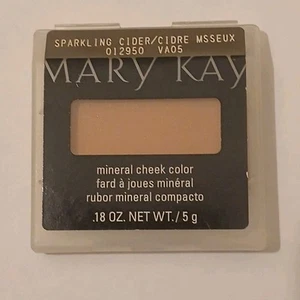 SPARKLING CIDER/CIDRE MSSEUX
012950 VA05
MARY KAY
mineral cheek color
fard à joues minéral
rubor mineral compacto
.18 OZ. NET WT./5 g